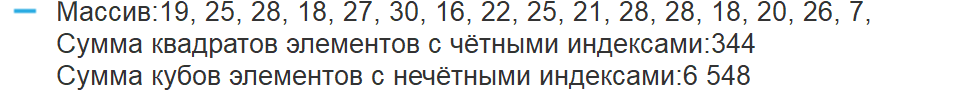 Массив:19, 25, 28, 18, 27, 30, 16, 22, 25, 21, 28, 28, 18, 20, 26, 7,
Сумма квадратов элементов с чётными индексами:344
Сумма кубов элементов с нечётными индексами:6 548